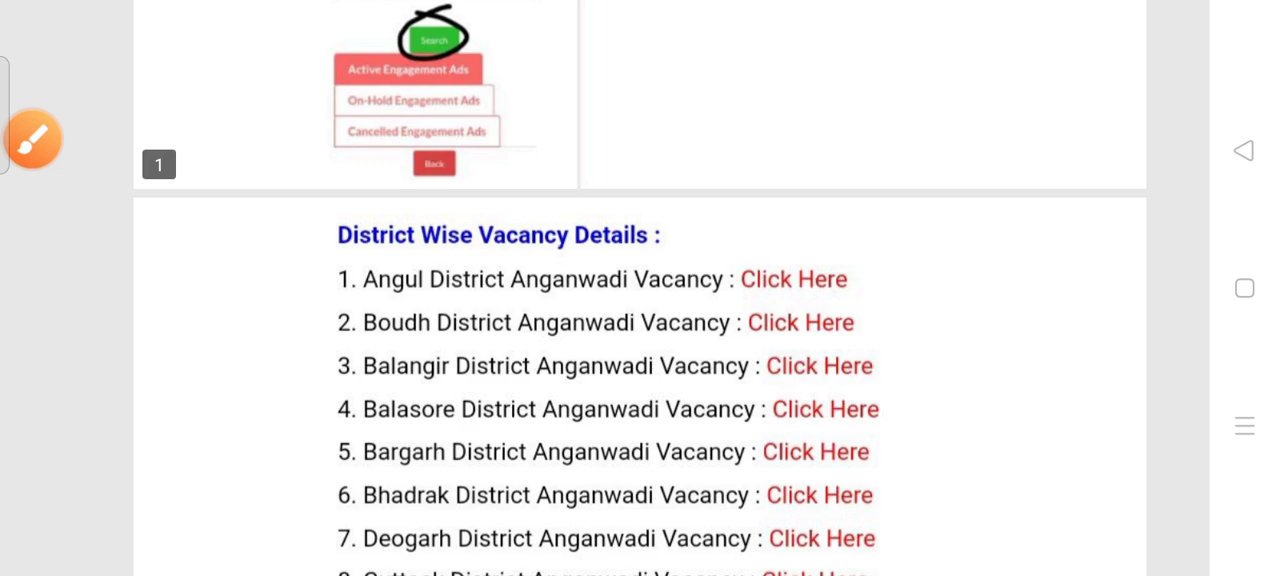 Search
Active Engagement Ads
On-Hold Engagement Ads
Cancelled Engagement Ads
Back
1
District Wise Vacancy Details :
1. Angul District Anganwadi Vacancy : Click Here
2. Boudh District Anganwadi Vacancy : Click Here
3. Balangir District Anganwadi Vacancy : Click Here
4. Balasore District Anganwadi Vacancy : Click Here
5. Bargarh District Anganwadi Vacancy : Click Here
6. Bhadrak District Anganwadi Vacancy : Click Here
7. Deogarh District Anganwadi Vacancy : Click Here